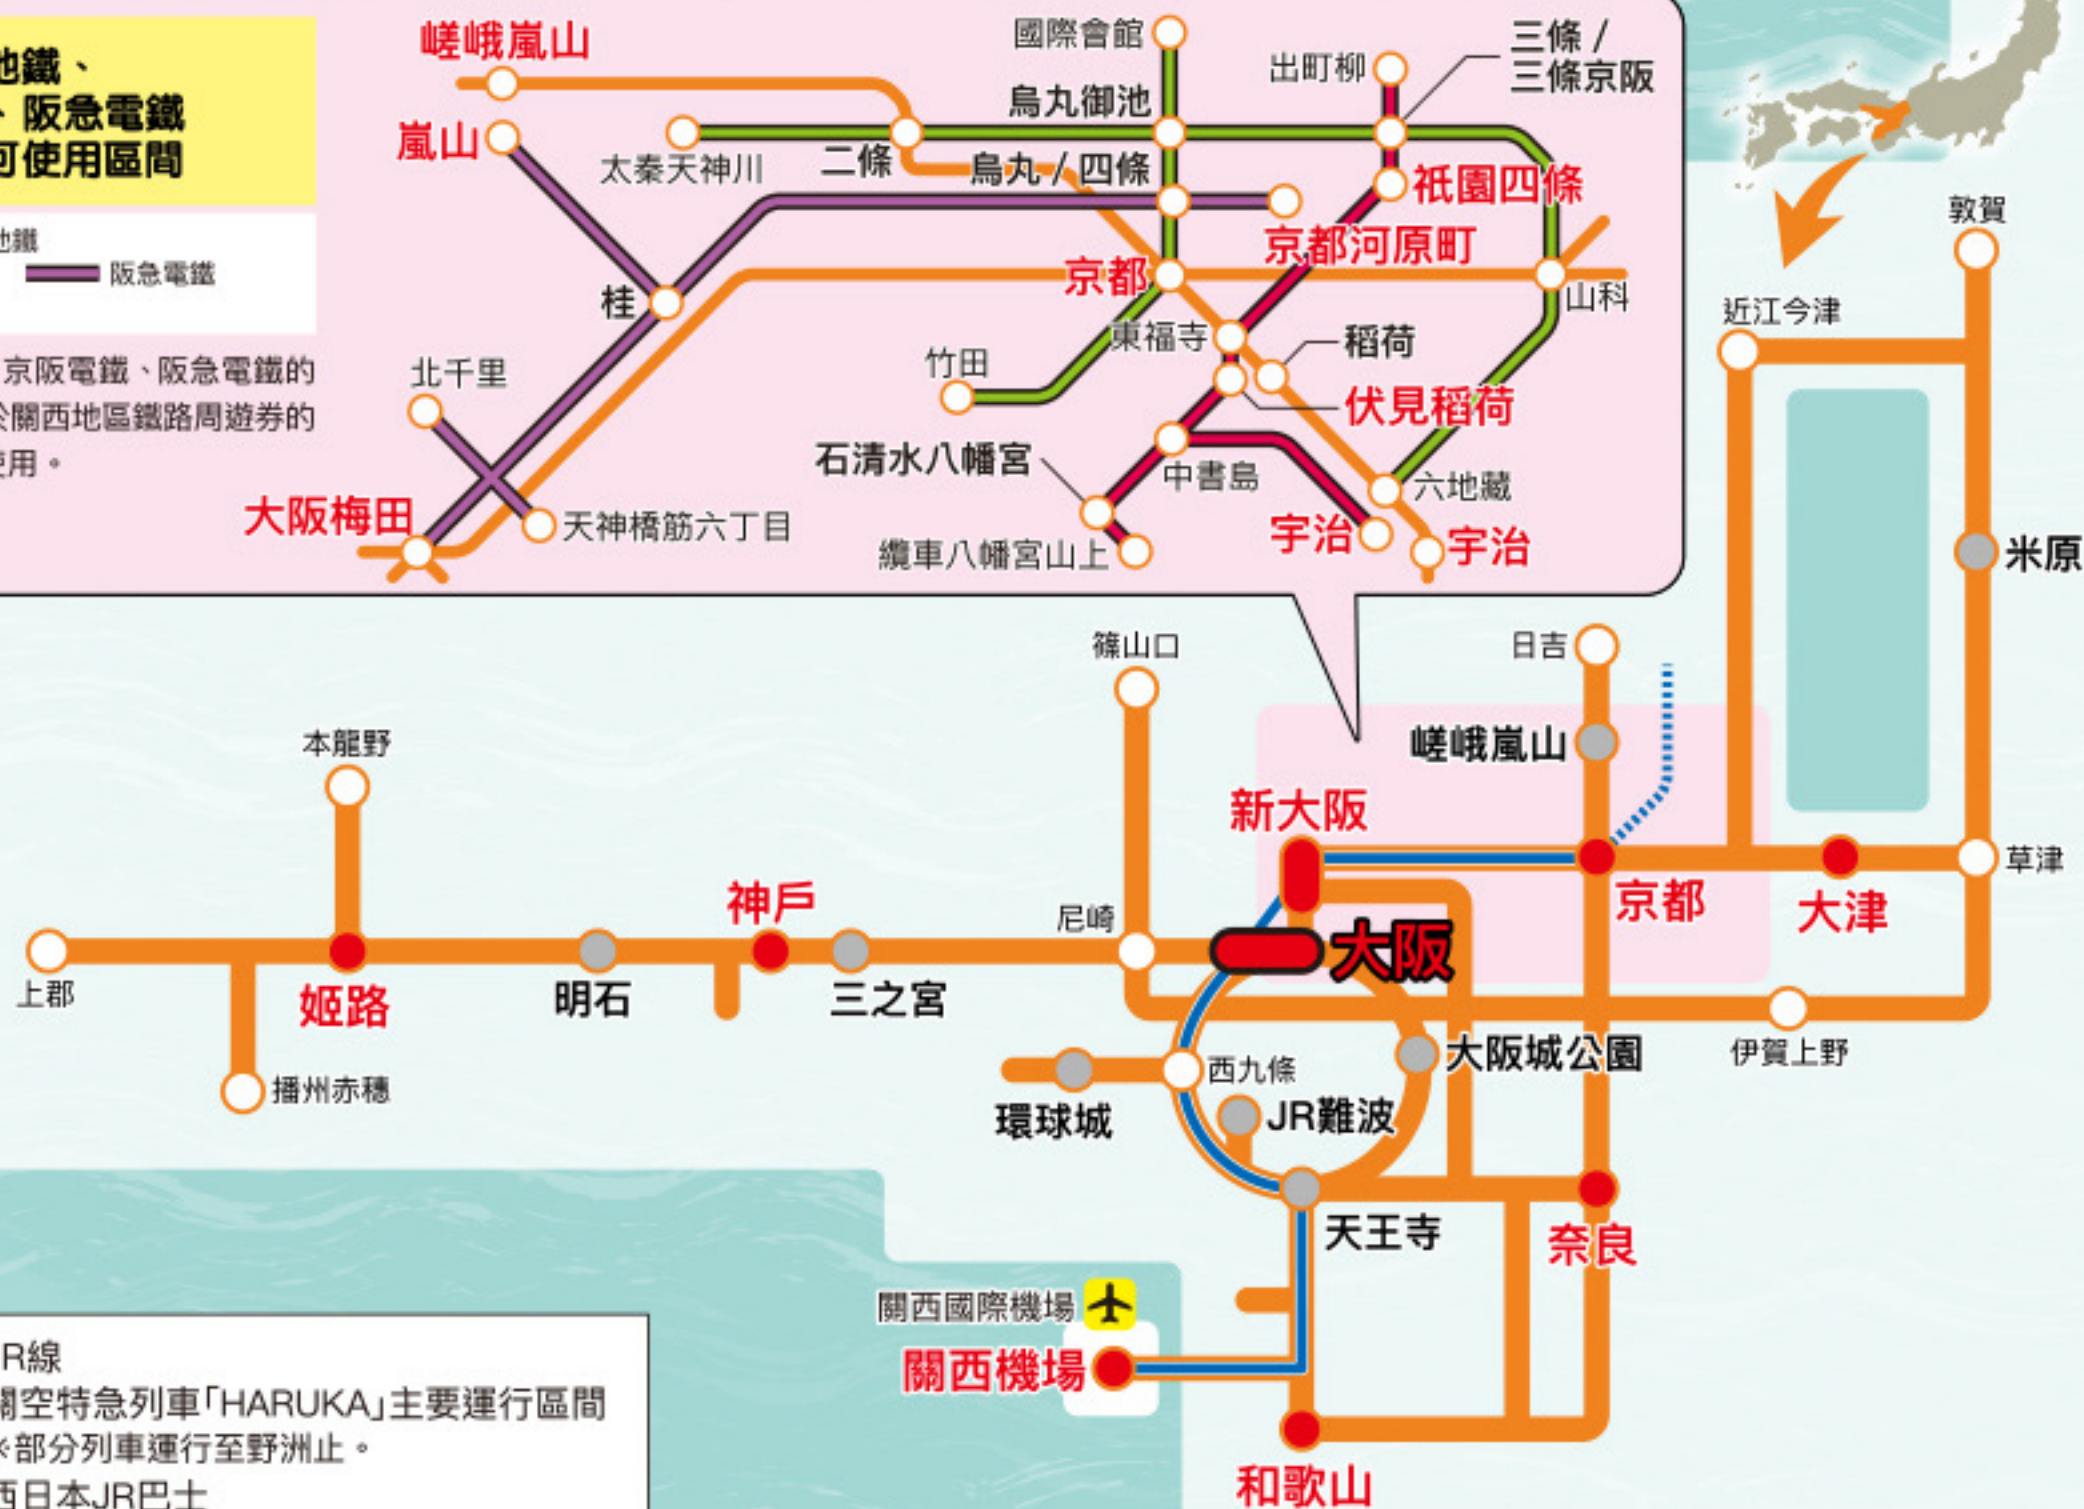 地鐵、
、阪急電鐵
可使用區間
地鐵
阪急電鐵
京阪電鐵、阪急電鐵的
於關西地區鐵路周遊券的
使用。
嵯峨嵐山
嵐山
太秦天神川
二條
國際會館
烏丸御池
烏丸 / 四條
出町柳
三條 /
三條京阪
祇園四條
京都河原町
京都
山科
桂
東福寺
稻荷
伏見稻荷
竹田
北千里
石清水八幡宮
中書島
六地藏
大阪梅田
天神橋筋六丁目
纜車八幡宮山上
宇治
宇治
敦賀
近江今津
米原
篠山口
日吉
嵯峨嵐山
本龍野
新大阪
京都
大津
草津
神戶
尼崎
大阪
上郡
姬路
明石
三之宮
播州赤穗
西九條
大阪城公園
伊賀上野
環球城
JR難波
天王寺
奈良
關西國際機場
關西機場
和歌山
R線
關空特急列車「HARUKA」主要運行區間
※部分列車運行至野洲止。
西日本JR巴士